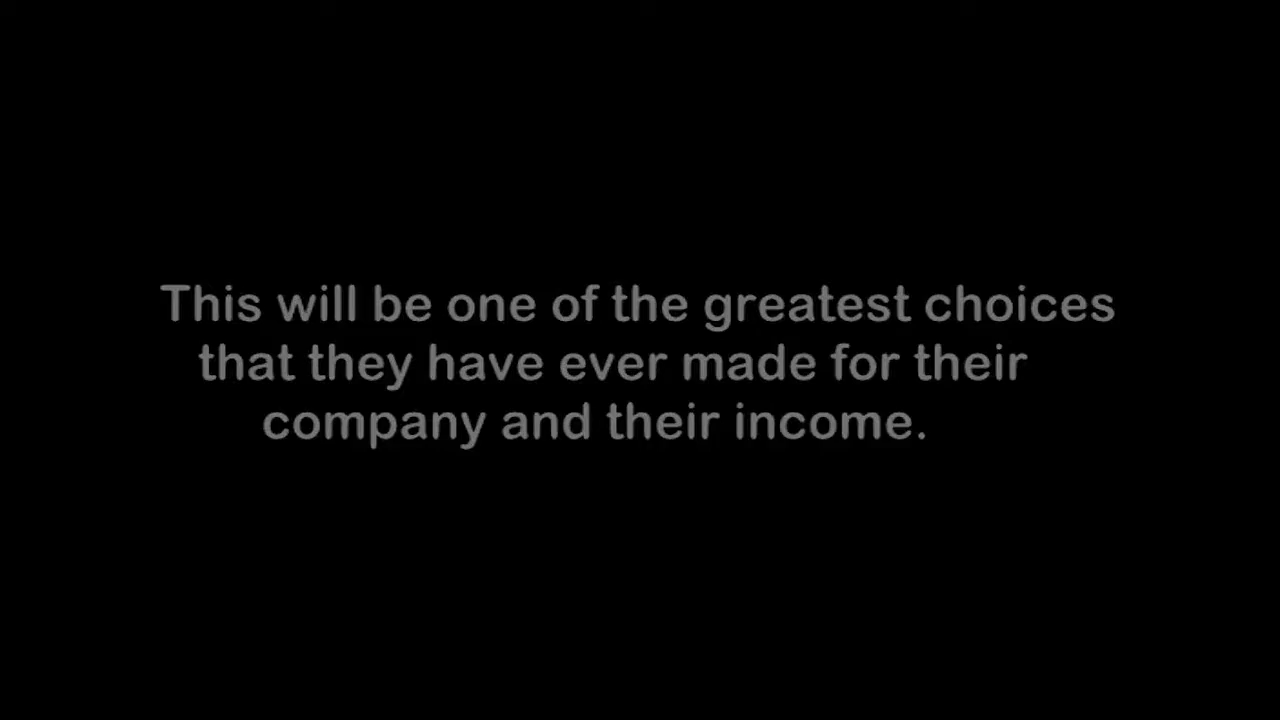 This will be one of the greatest choices
that they have ever made for their
company and their income.